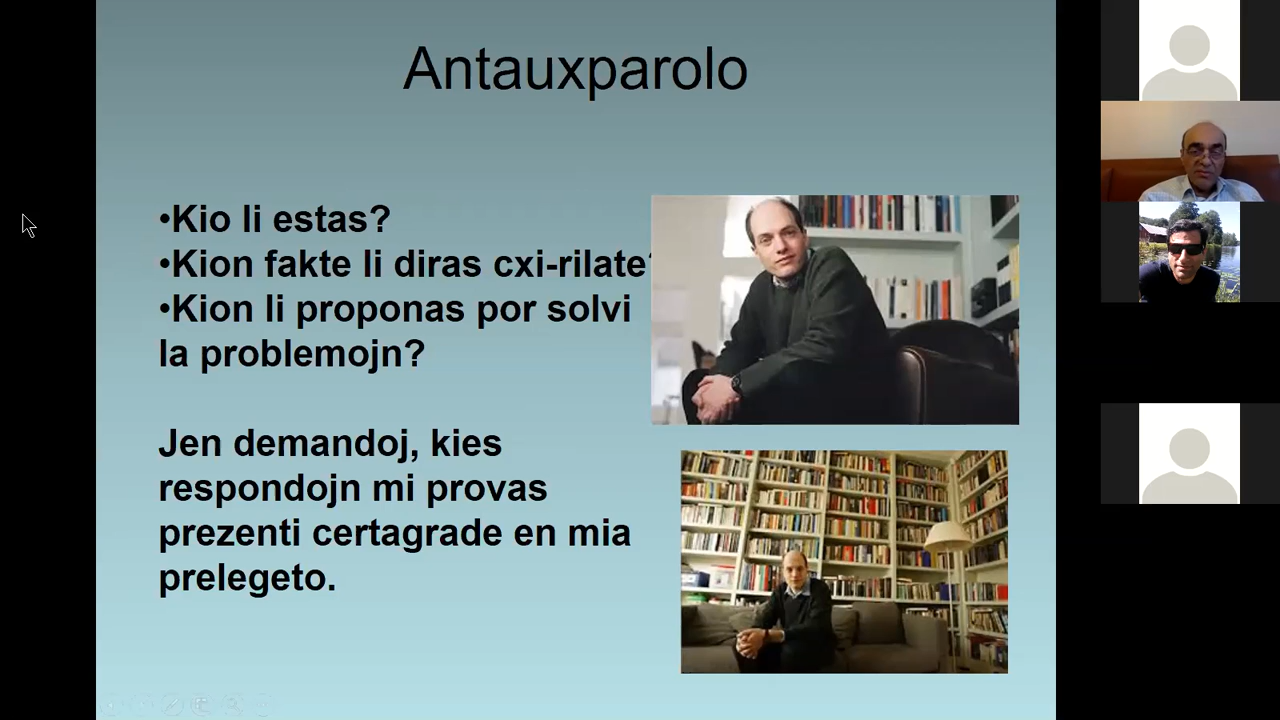 Antauxparolo
•Kio li estas?
•Kion fakte li diras cxi-rilate?
•Kion li proponas por solvi
la problemojn?
Jen demandoj, kies
respondojn mi provas
prezenti certagrade en mia
prelegeto.